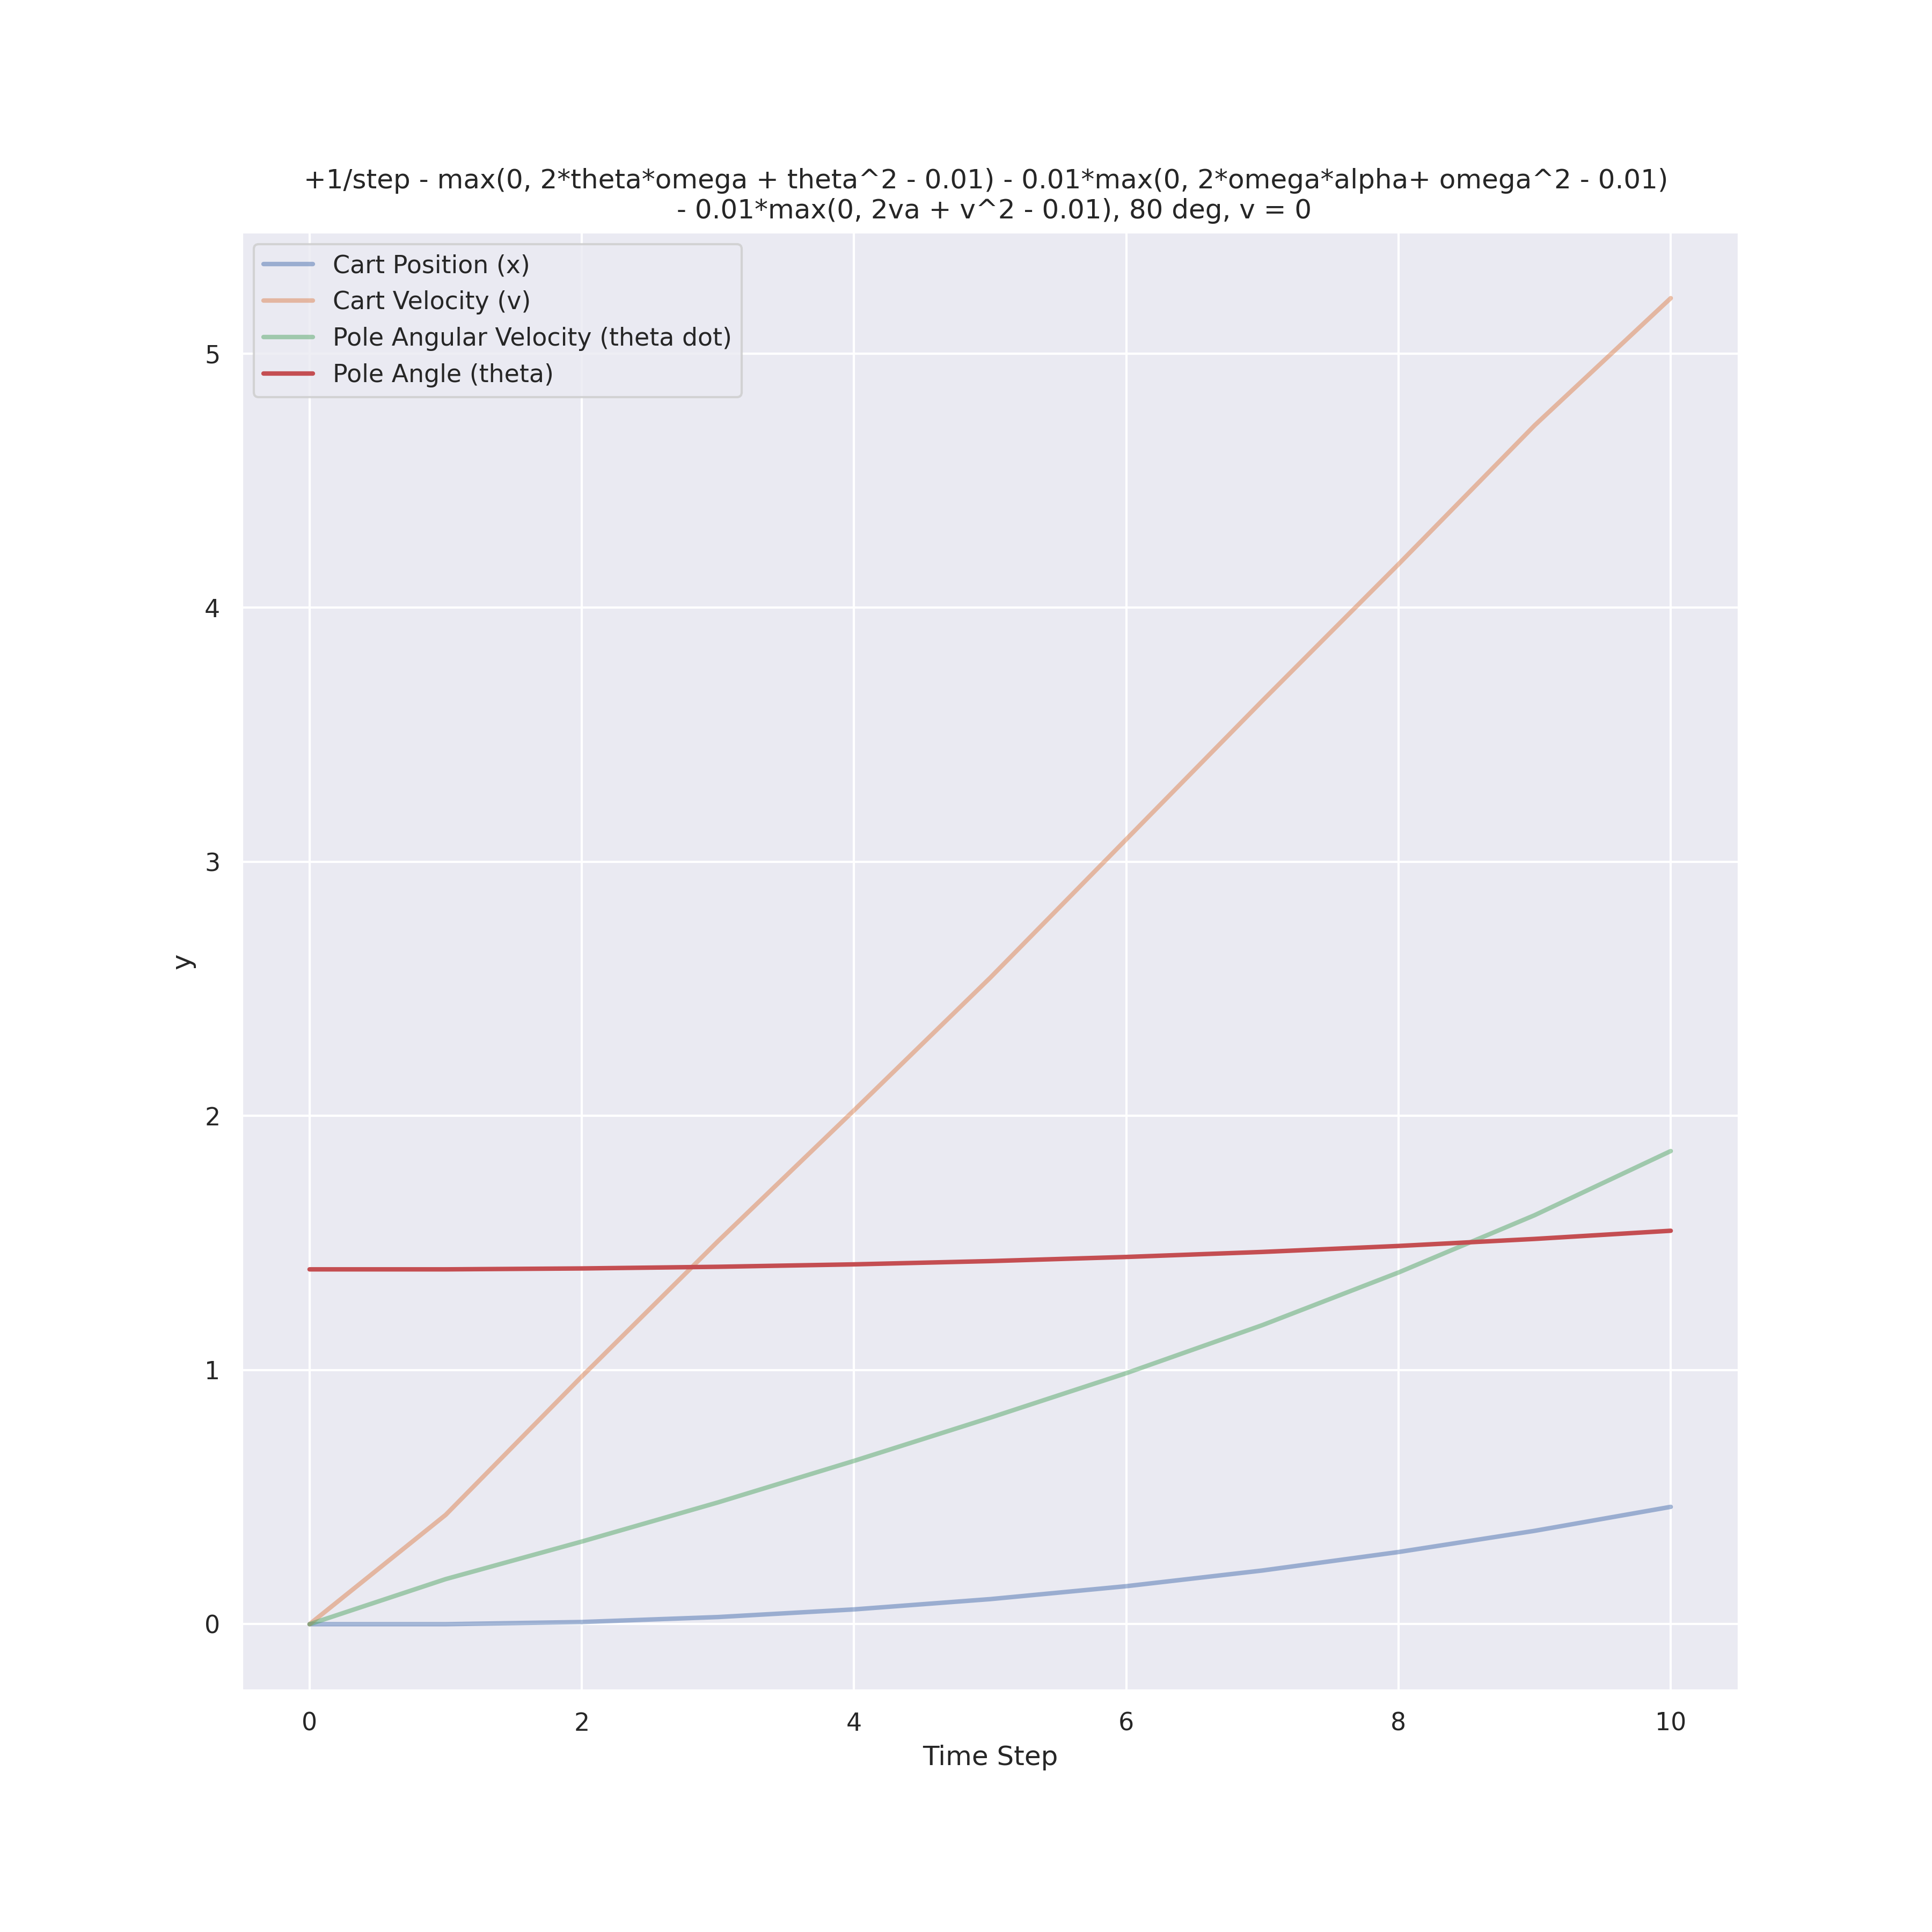 +1/step - max(0, 2*theta*omega + theta^2 - 0.01) - 0.01*max(0, 2*omega*alpha+ omega^2 - 0.01)
- 0.01*max(0, 2va + v^2 - 0.01), 80 deg, v = 0
Cart Position (x)
Cart Velocity (v)
Pole Angular Velocity (theta dot)
Pole Angle (theta)
5
4
3
2
1
0
y
0 2 4 6 8 10
Time Step